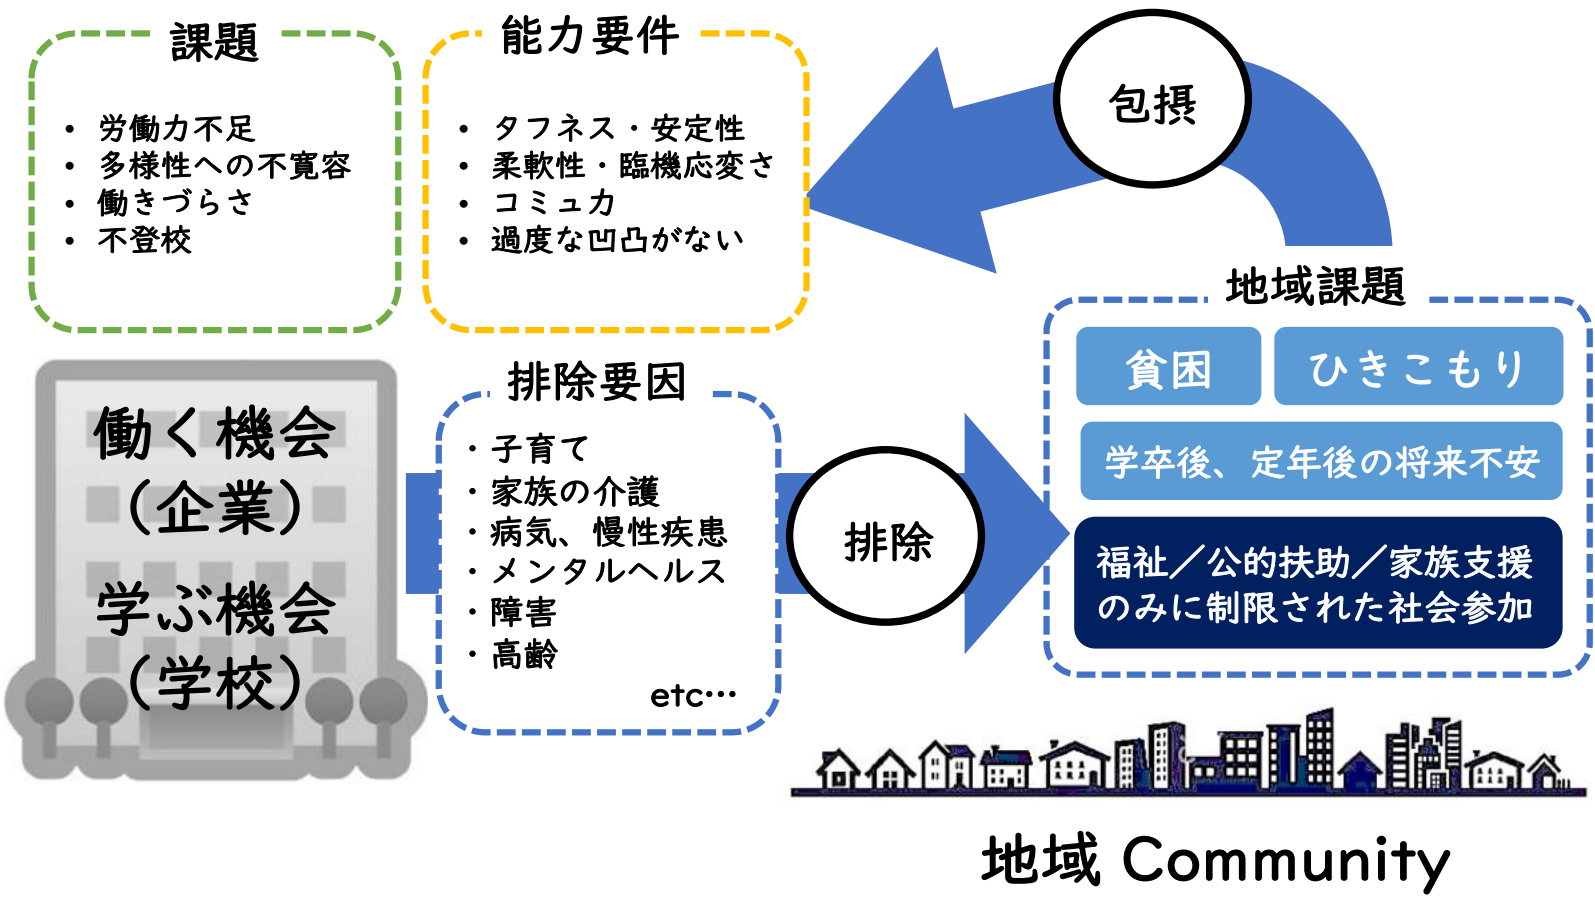 課題
• 労働力不足
• 多様性への不寛容
• 働きづらさ
• 不登校
能力要件
• タフネス・安定性
• 柔軟性・臨機応変さ
• コミュ力
• 過度な凹凸がない
包摂
働く機会
（企業）
学ぶ機会
（学校）
排除要因
・子育て
・家族の介護
・病気、慢性疾患
・メンタルヘルス
・障害
・高齢
etc…
排除
地域課題
貧困
ひきこもり
学卒後、定年後の将来不安
福祉／公的扶助／家族支援
のみに制限された社会参加
地域 Community